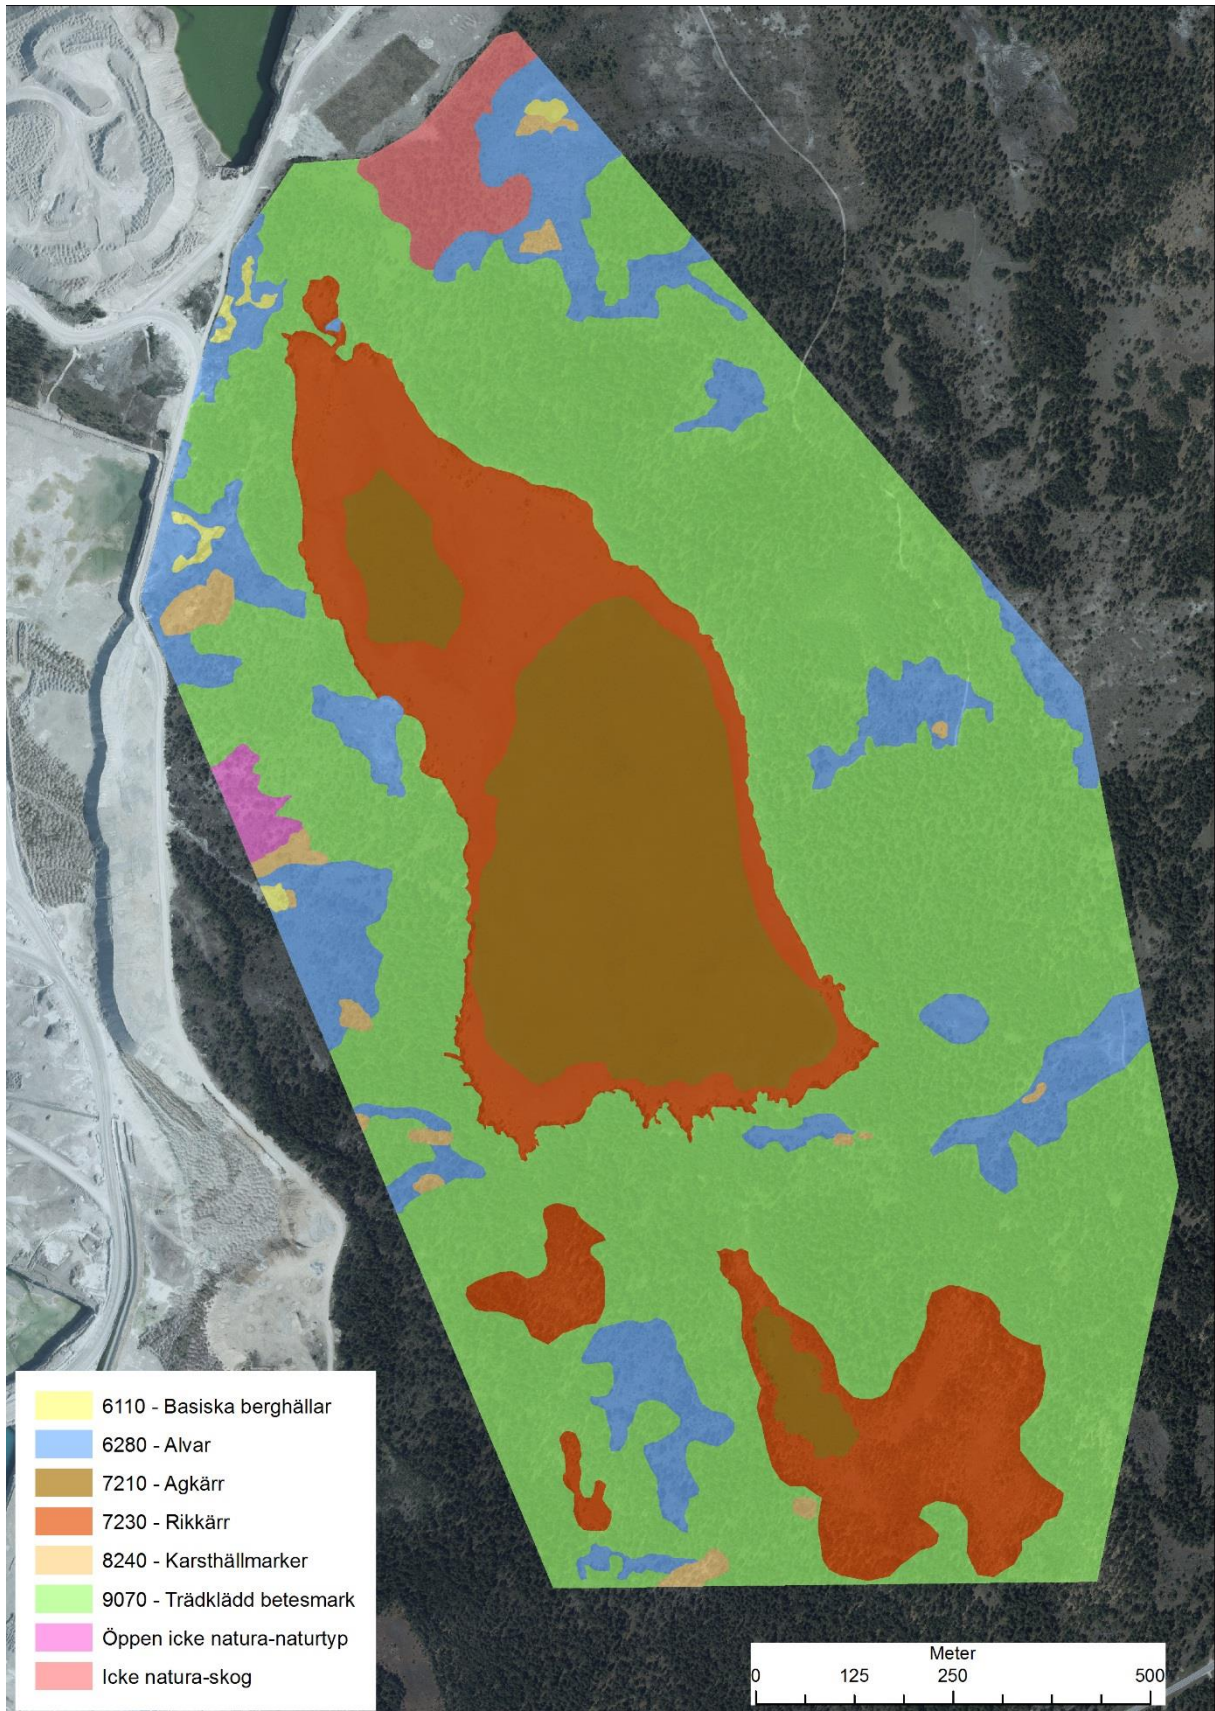 6110 - Basiska berghällar
6280 - Alvar
7210 - Agkärr
7230 - Rikkärr
8240 - Karsthällmarker
9070 - Trädklädd betesmark
Öppen icke natura-naturtyp
Icke natura-skog
Meter
0 125 250 500